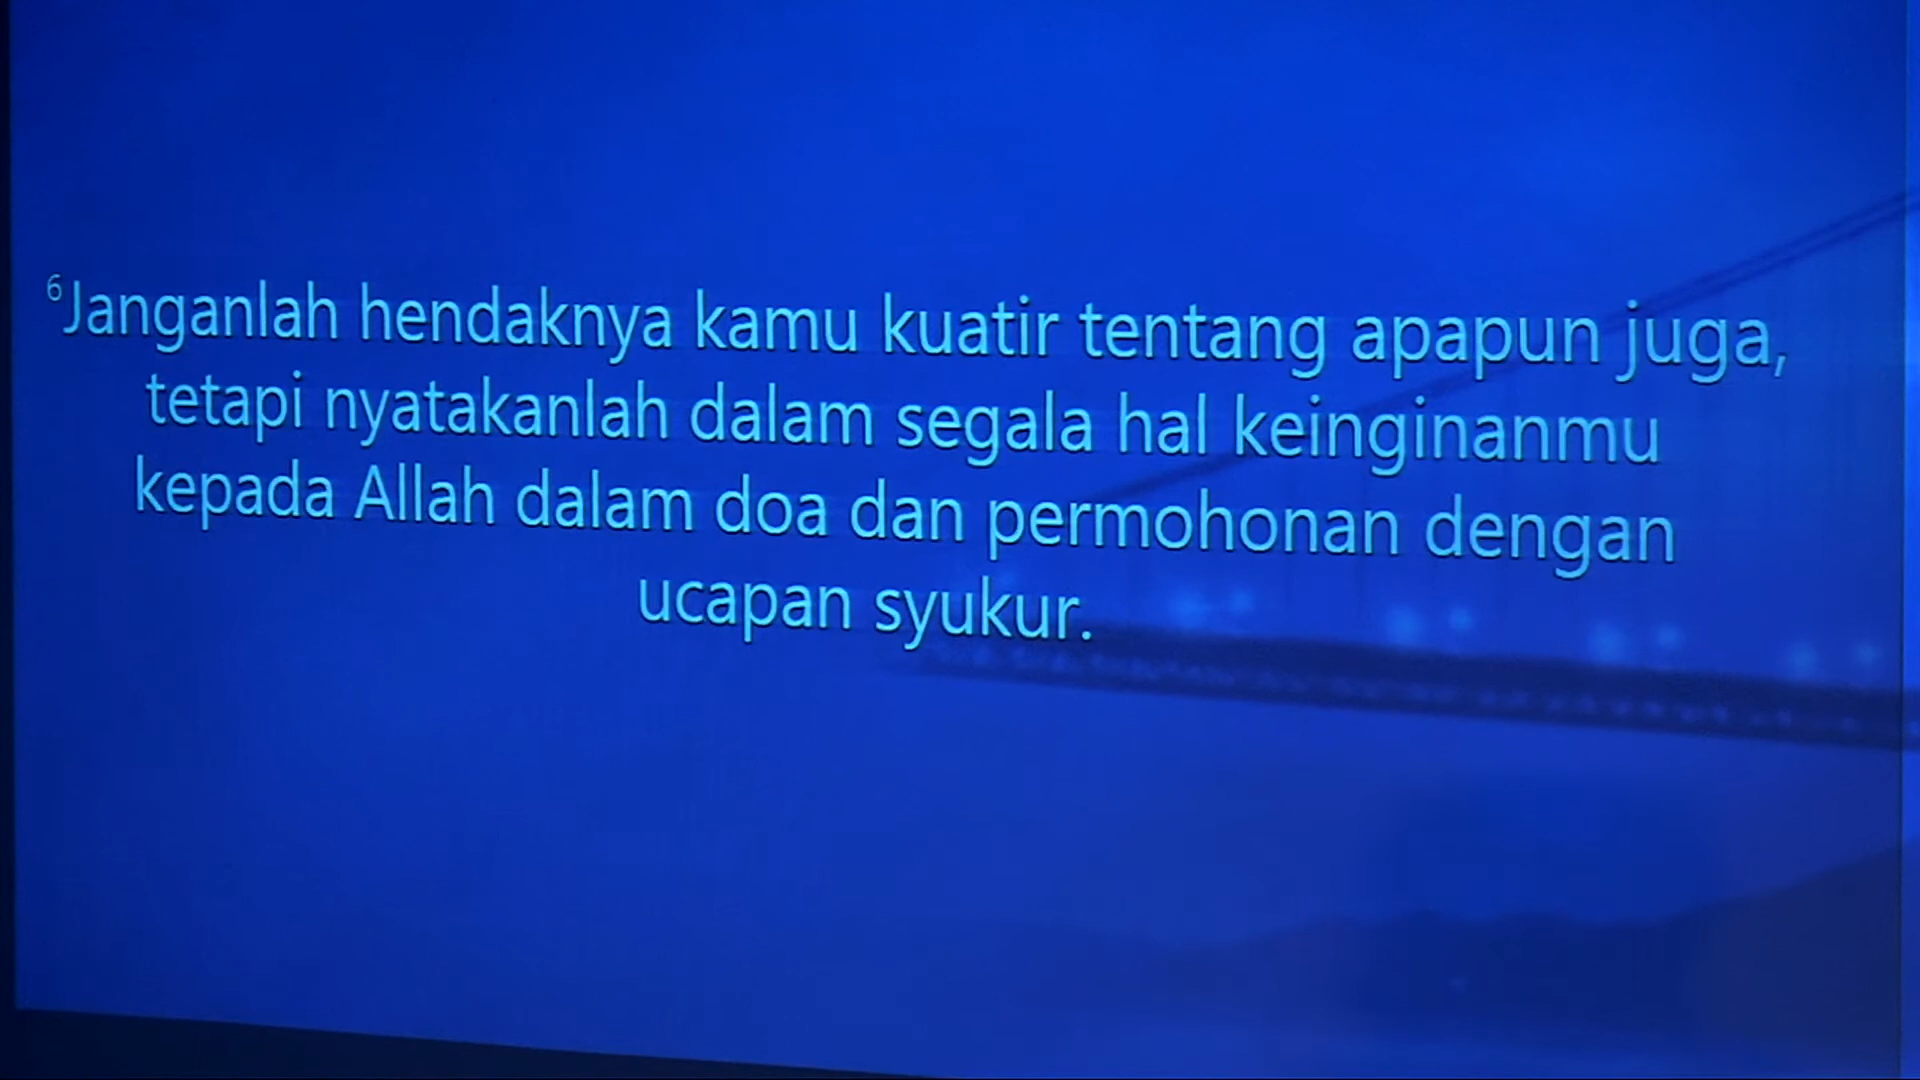 ⁶Janganlah hendaknya kamu kuatir tentang apapun juga,
tetapi nyatakanlah dalam segala hal keinginanmu
kepada Allah dalam doa dan permohonan dengan
ucapan syukur.